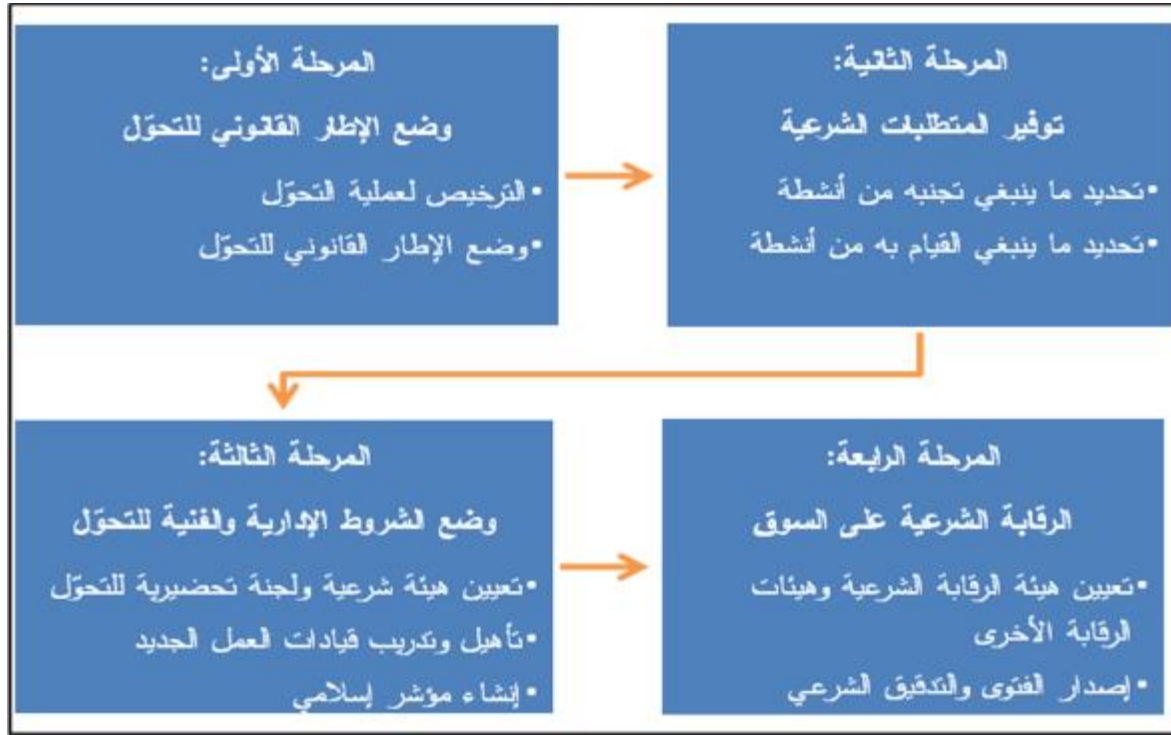 المرحلة الأولى:
وضع الإطار القانوني للتحوّل
▪الترخيص لعملية التحوّل
▪وضع الإطار القانوني للتحوّل
المرحلة الثانية:
توفير المتطلبات الشرعية
▪تحديد ما ينبغي تجنبه من أنشطة
▪تحديد ما ينبغي القيام به من أنشطة
المرحلة الثالثة:
وضع الشروط الإدارية والفنية للتحوّل
▪تعيين هيئة شرعية ولجنة تحضيرية للتحوّل
▪تأهيل وتدريب قيادات العمل الجديد
▪إنشاء مؤشر إسلامي
المرحلة الرابعة:
الرقابة الشرعية على السوق
▪تعيين هيئة الرقابة الشرعية وهيئات
الرقابة الأخرى
▪إصدار الفتوى والتدقيق الشرعي